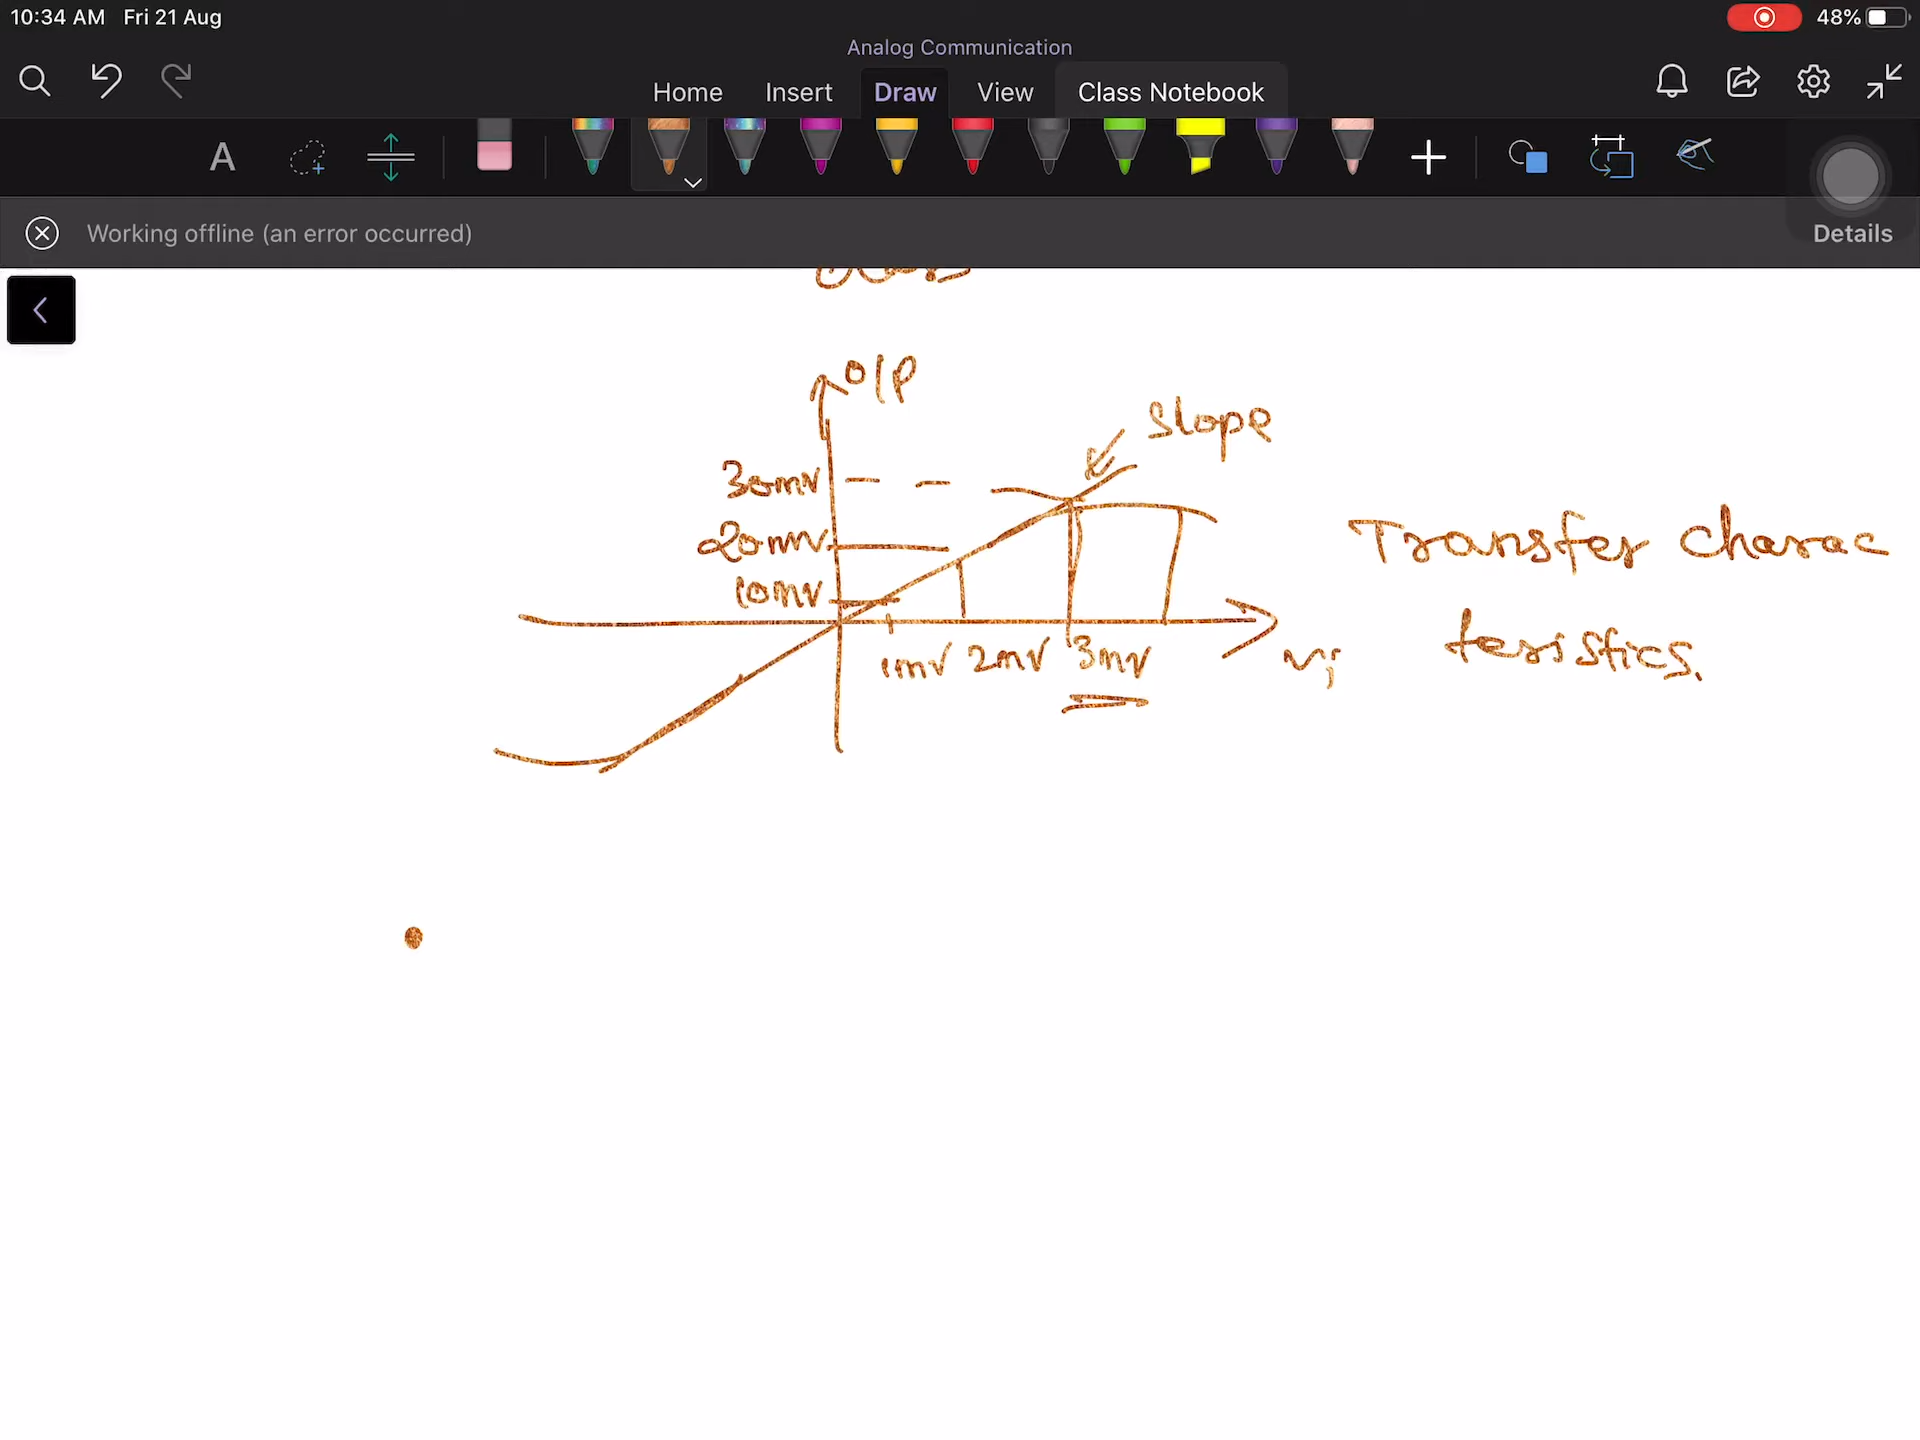 10:34 AM Fri 21 Aug
48%
Analog Communication
Home Insert Draw View Class Notebook
A
Working offline (an error occurred)
Details
O/P
Slope
30mV
20mV
10mV
1mV 2mV 3mV
Vi
Transfer Charac
teristics.